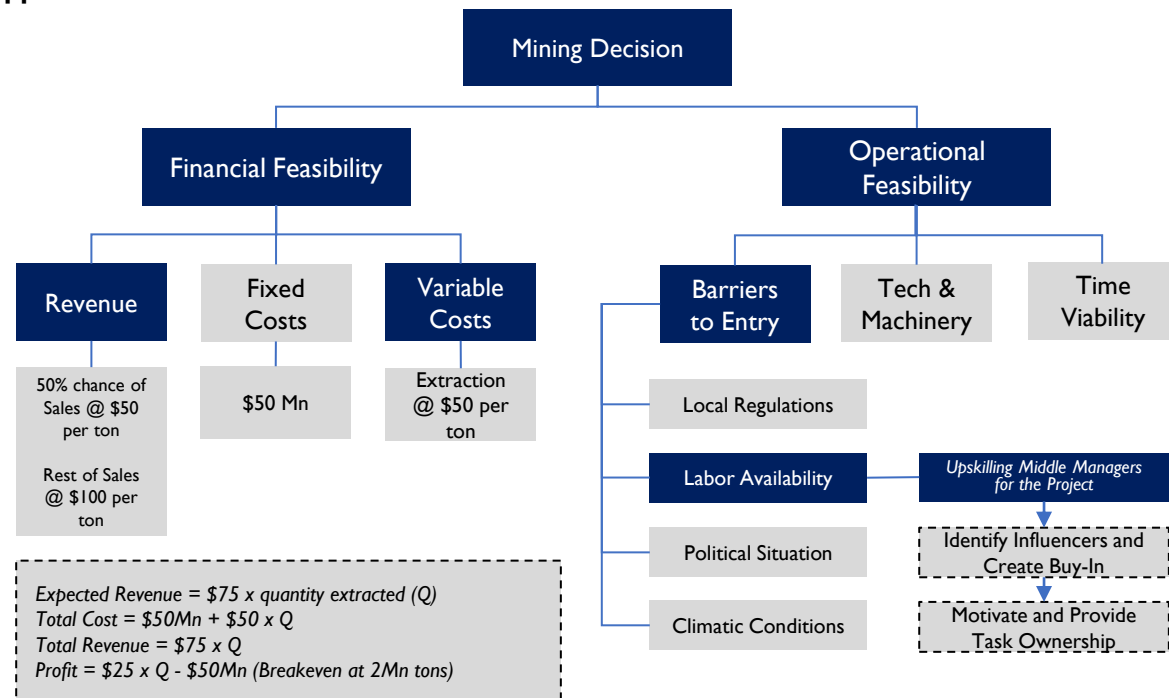 Mining Decision
Financial Feasibility
Operational
Feasibility
Revenue
Fixed
Costs
Variable
Costs
Barriers
to Entry
Tech &
Machinery
Time
Viability
50% chance of
Sales @ $50
per ton
Rest of Sales
@ $100 per
ton
$50 Mn
Extraction
@ $50 per
ton
Local Regulations
Labor Availability
Upskilling Middle Managers
for the Project
Political Situation
Identify Influencers and
Create Buy-In
Climatic Conditions
Motivate and Provide
Task Ownership
Expected Revenue = $75 x quantity extracted (Q)
Total Cost = $50Mn + $50 x Q
Total Revenue = $75 x Q
Profit = $25 x Q - $50Mn (Breakeven at 2Mn tons)